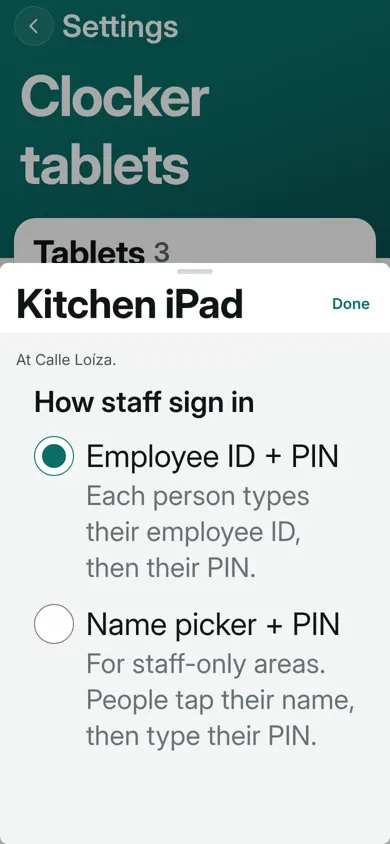 Settings
Clocker
tablets
Tablets 3
Kitchen iPad
Done
At Calle Loíza.
How staff sign in
Employee ID + PIN
Each person types
their employee ID,
then their PIN.
Name picker + PIN
For staff-only areas.
People tap their name,
then type their PIN.